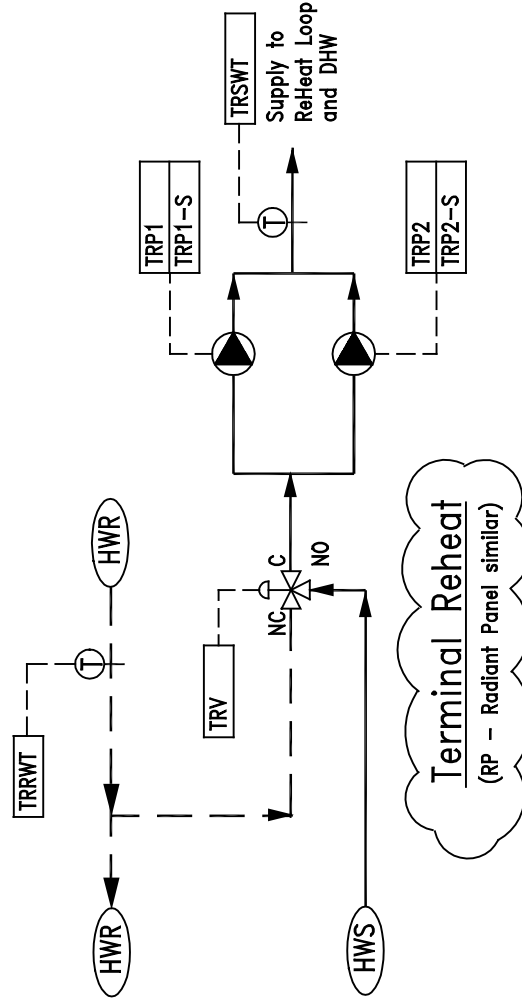 TRRWT
T
HWR
HWR
TRV
NC
C
NO
HWS
TRP1
TRP1-S
TRSWT
T
Supply to
ReHeat Loop
and DHW
TRP2
TRP2-S
Terminal Reheat
(RP - Radiant Panel similar)